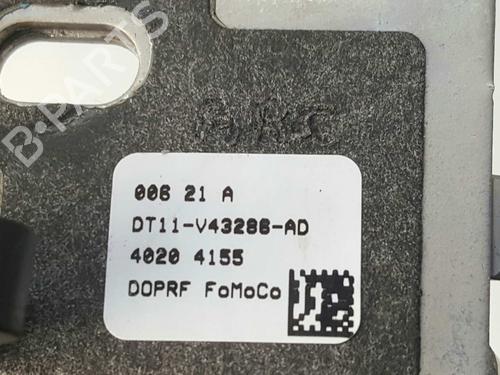 B-PARTS
006 21 A
DT11-V43286-AD
4020 4155
DOPRF FoMoCo